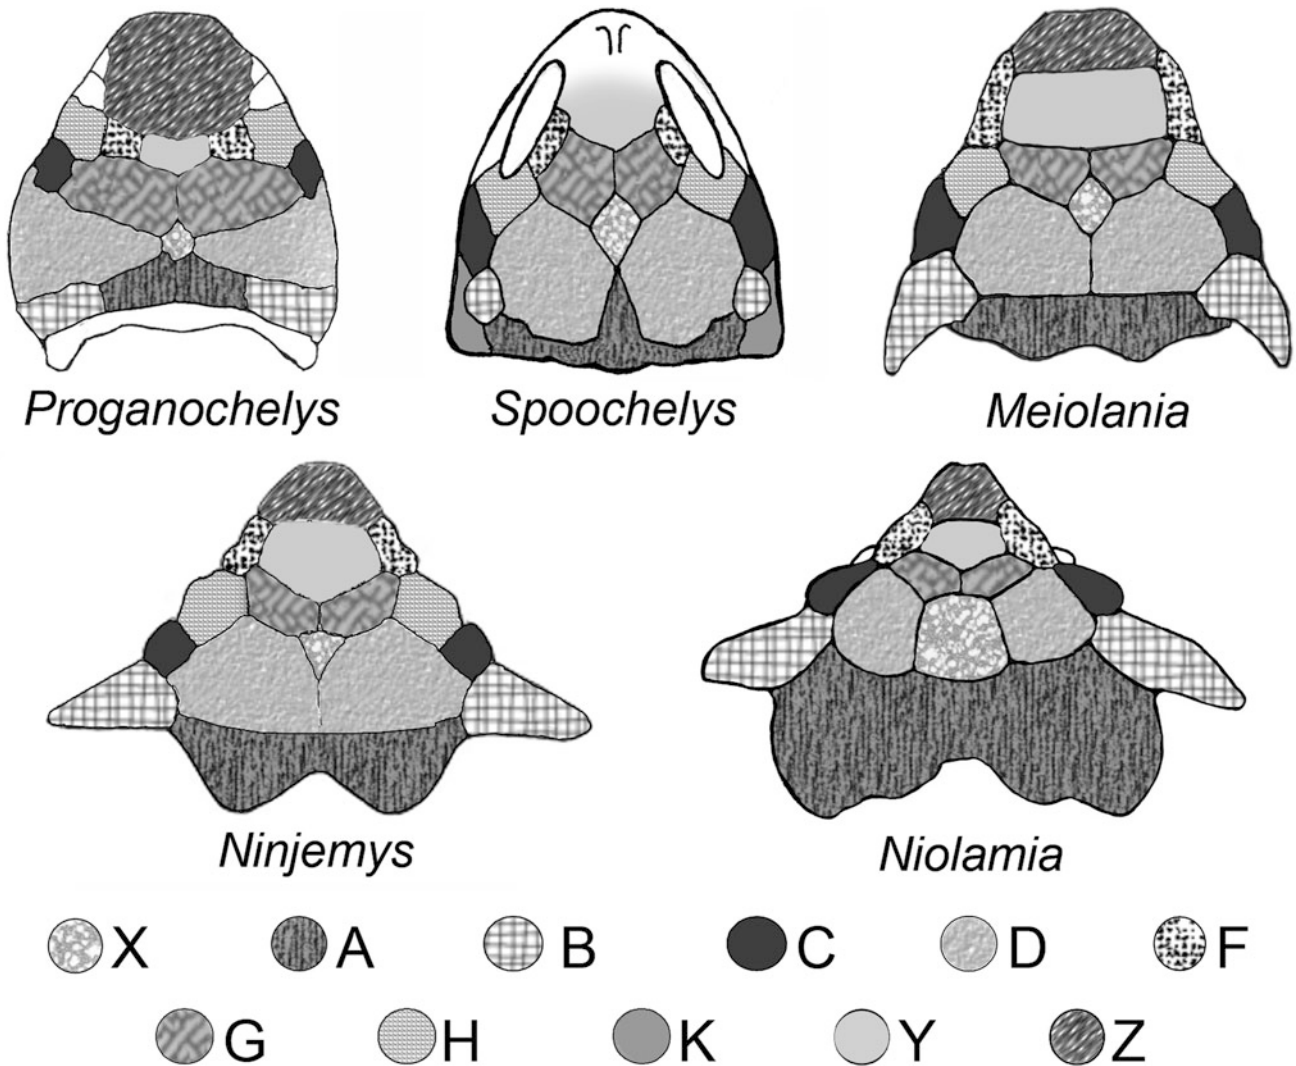 Proganochelys
Spoochelys
Meiolania
Ninjemys
Niolamia
X A B C D F
G H K Y Z